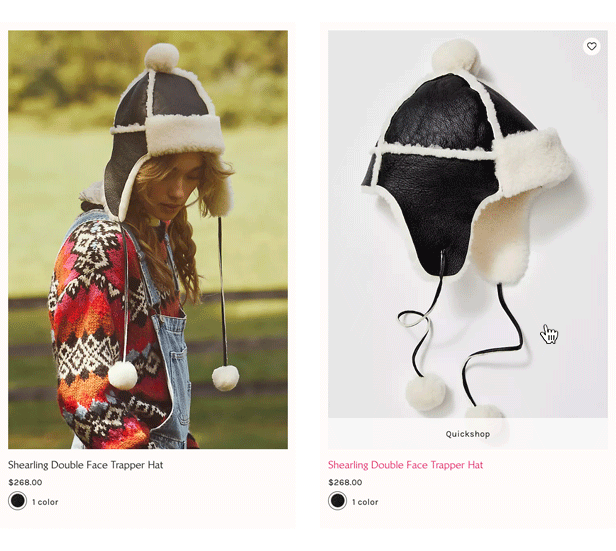 Quickshop
Shearling Double Face Trapper Hat
$268.00
1 color
Shearling Double Face Trapper Hat
$268.00
1 color